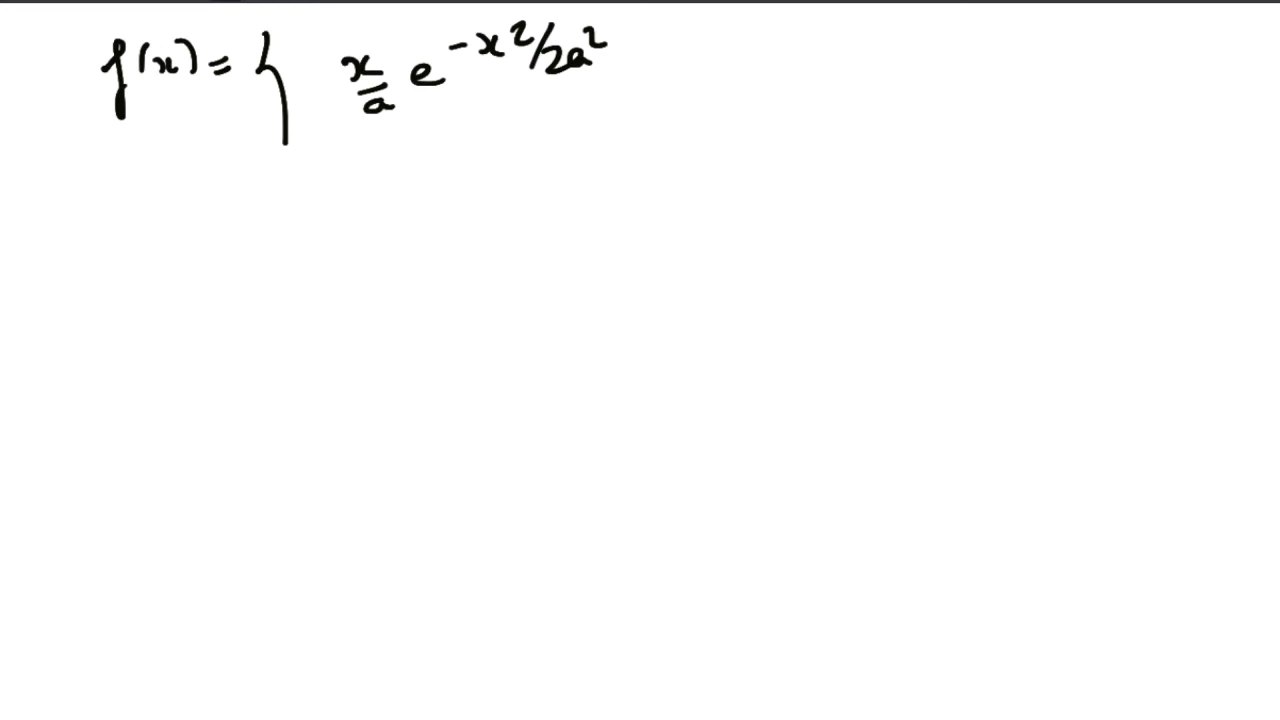 f(x) = { x/a e^{-x^2/2a^2}